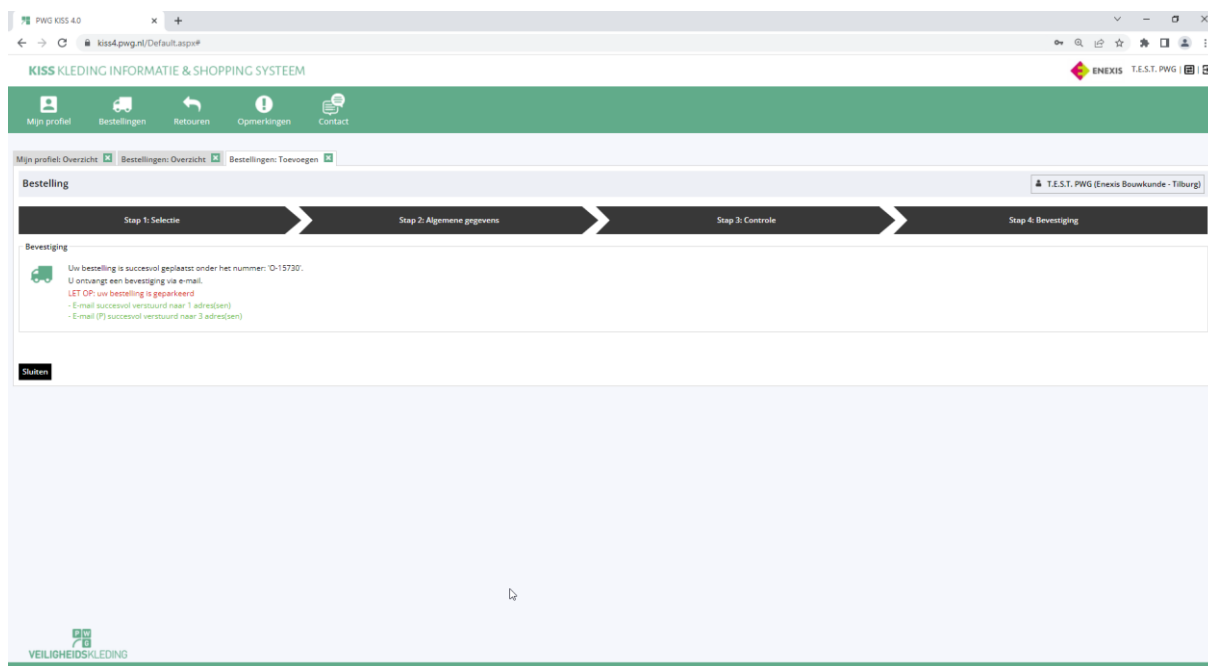 PWG KISS 4.0
kiss4.pwg.nl/Default.aspx#
KISS KLEDING INFORMATIE & SHOPPING SYSTEEM
ENEXIS T.E.S.T. PWG | |
Mijn profiel Bestellingen Retouren Opmerkingen Contact
Mijn profiel: Overzicht Bestellingen: Overzicht Bestellingen: Toevoegen
Bestelling
T.E.S.T. PWG (Enexis Bouwkunde - Tilburg)
Stap 1: Selectie Stap 2: Algemene gegevens Stap 3: Controle Stap 4: Bevestiging
Bevestiging
Uw bestelling is succesvol geplaatst onder het nummer: 'O-15730'.
U ontvangt een bevestiging via e-mail.
LET OP: uw bestelling is geparkeerd
- E-mail succesvol verstuurd naar 1 adres(sen)
- E-mail (P) succesvol verstuurd naar 3 adres(sen)
Sluiten
PW
G
VEILIGHEIDSKLEDING